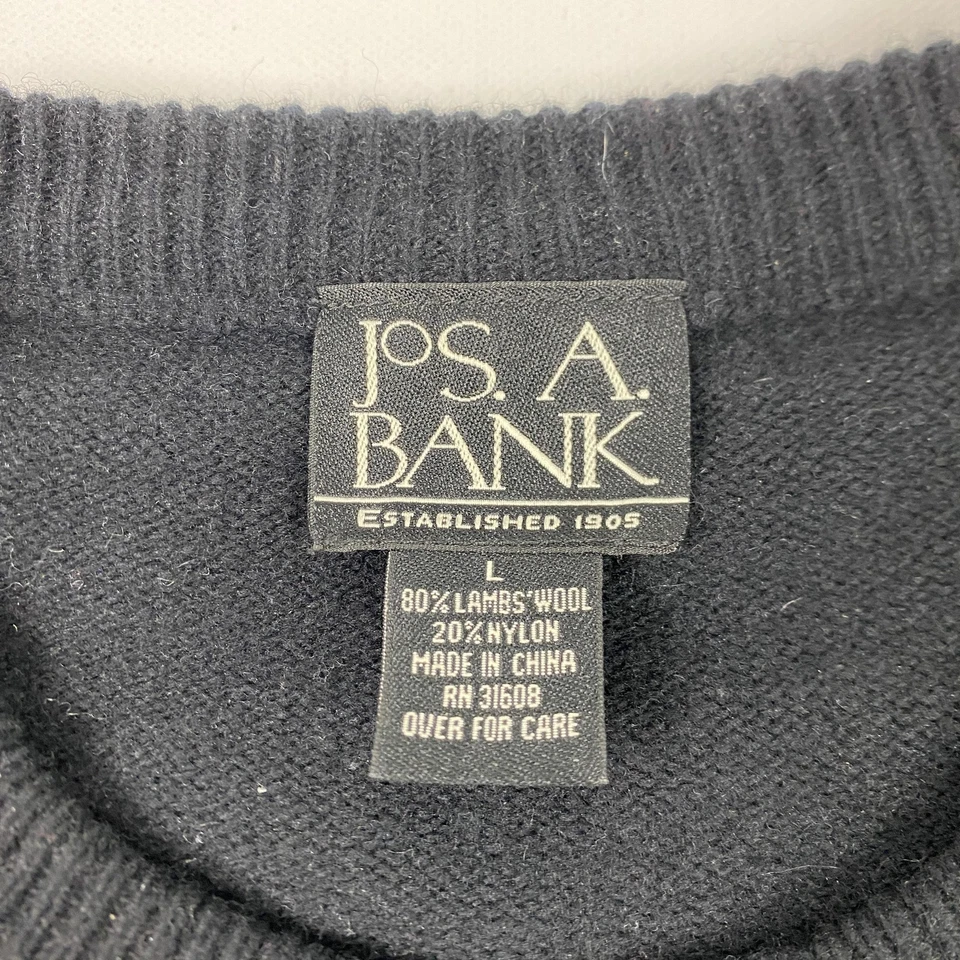 JoS. A.
BANK
ESTABLISHED 1905
L
80% LAMBS' WOOL
20% NYLON
MADE IN CHINA
RN 31608
OVER FOR CARE